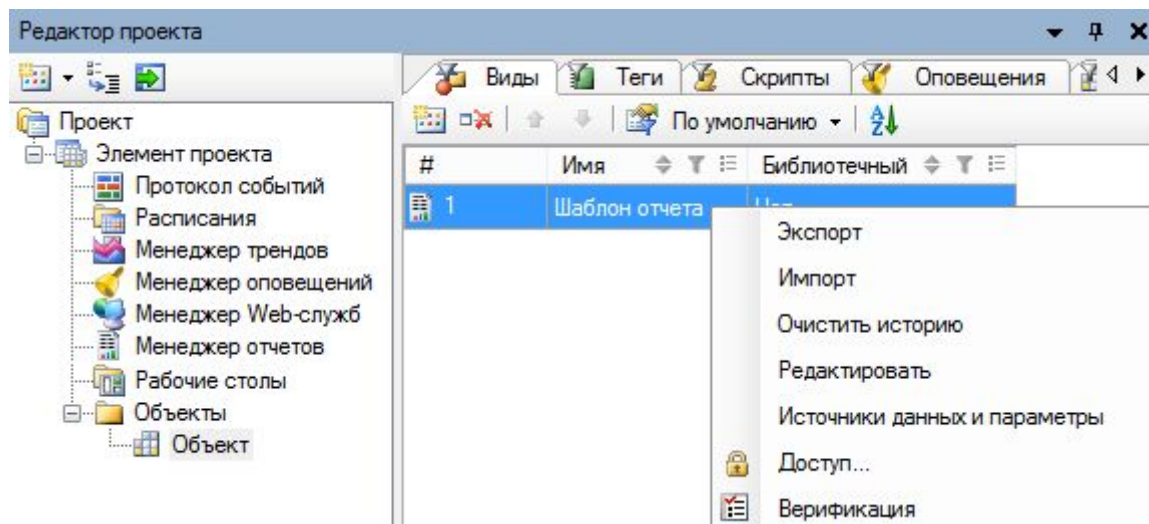 Редактор проекта
Виды Теги Скрипты Оповещения
По умолчанию
Проект
Элемент проекта
Протокол событий
Расписания
Менеджер трендов
Менеджер оповещений
Менеджер Web-служб
Менеджер отчетов
Рабочие столы
Объекты
Объект
# Имя Библиотечный
1 Шаблон отчета
Экспорт
Импорт
Очистить историю
Редактировать
Источники данных и параметры
Доступ...
Верификация